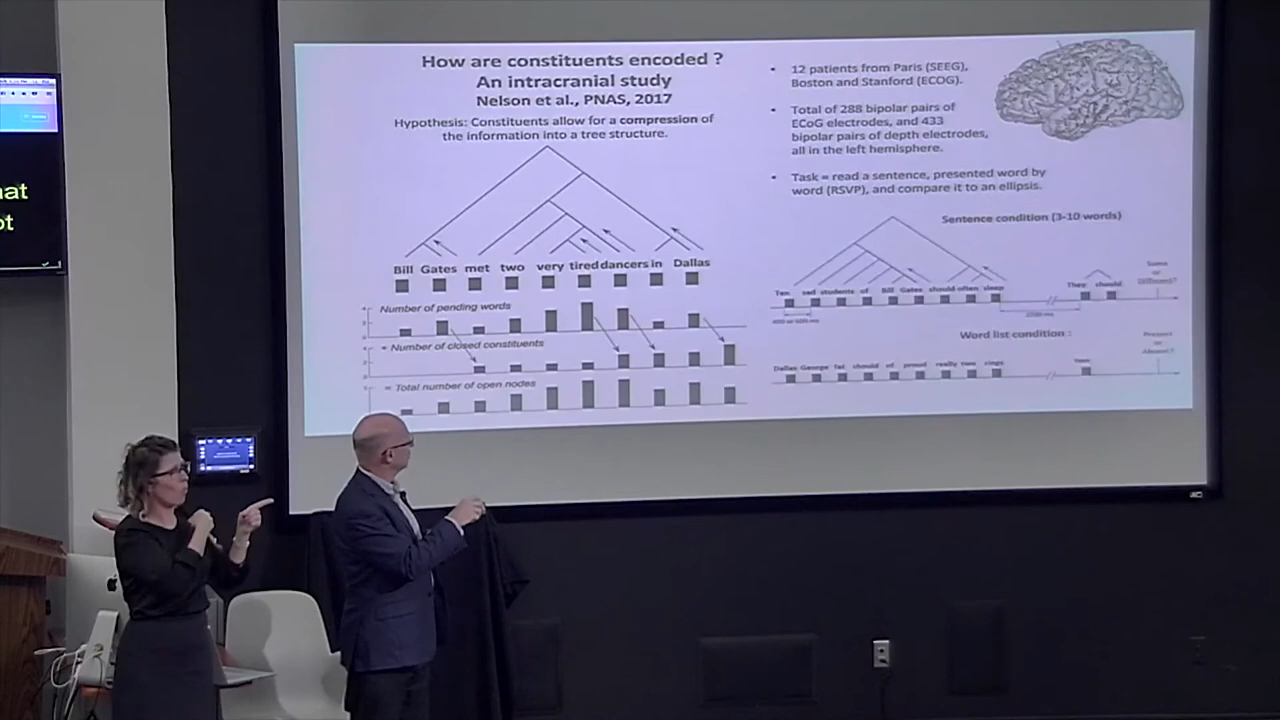 How are constituents encoded ?
An intracranial study
Nelson et al., PNAS, 2017
Hypothesis: Constituents allow for a compression of
the information into a tree structure.
Bill Gates met two very tired dancers in Dallas
Number of pending words
+ Number of closed constituents
= Total number of open nodes
• 12 patients from Paris (SEEG),
Boston and Stanford (ECOG).
• Total of 288 bipolar pairs of
ECoG electrodes, and 433
bipolar pairs of depth electrodes,
all in the left hemisphere.
• Task = read a sentence, presented word by
word (RSVP), and compare it to an ellipsis.
Sentence condition (3-10 words)
Ten sad students of Bill Gates should often sleep
They should
Same
or
Different?
Word list condition :
Dallas George fat should of proud really two
Present
or
Absent?